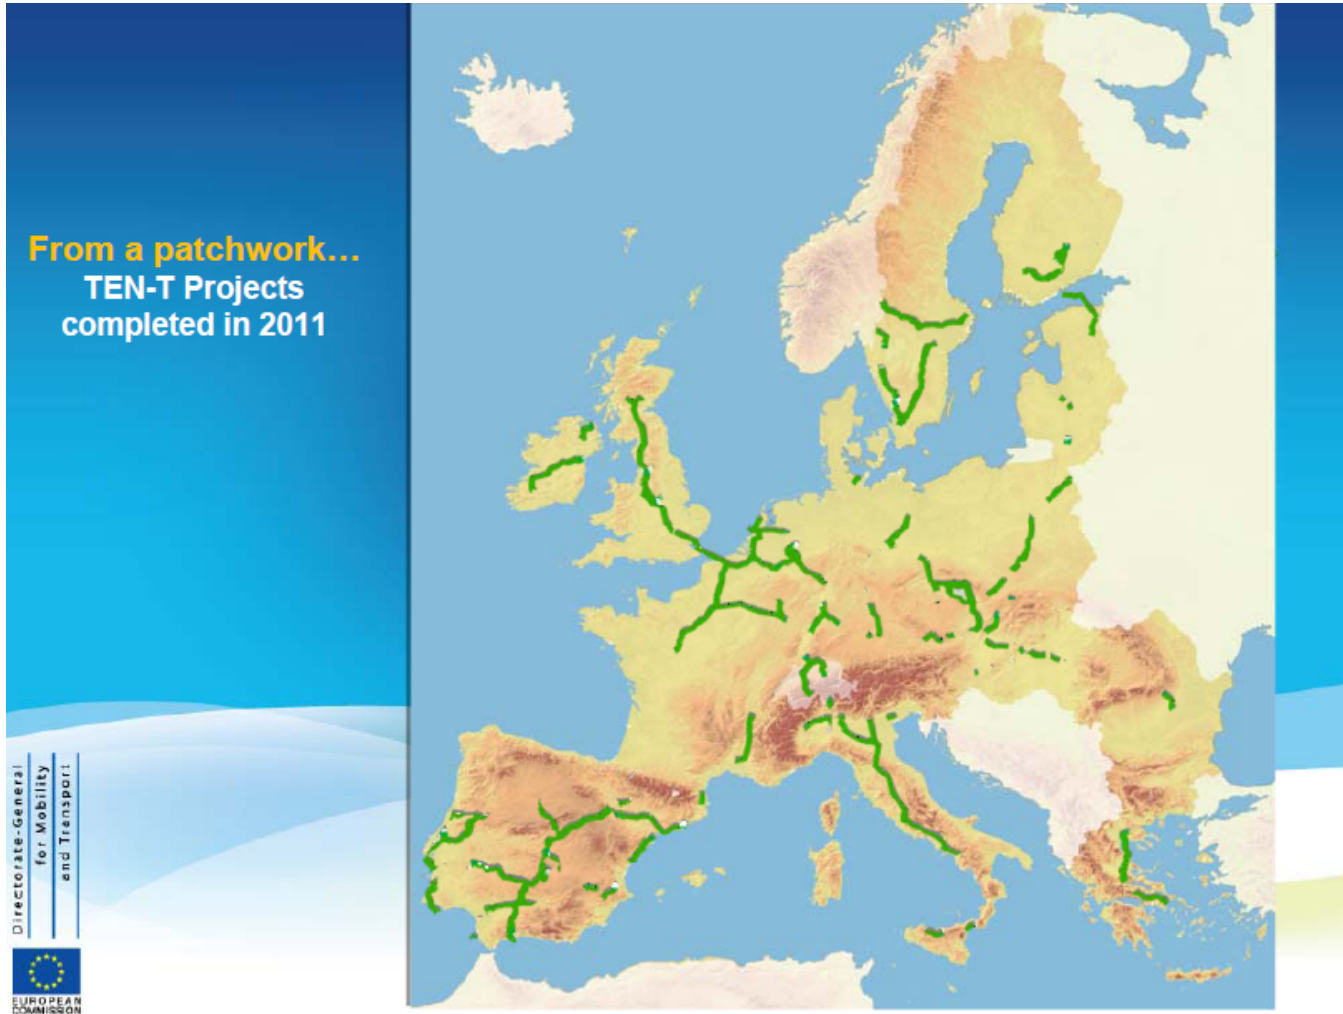 From a patchwork...
TEN-T Projects
completed in 2011
Directorate-General
for Mobility
and Transport
EUROPEAN
COMMISSION